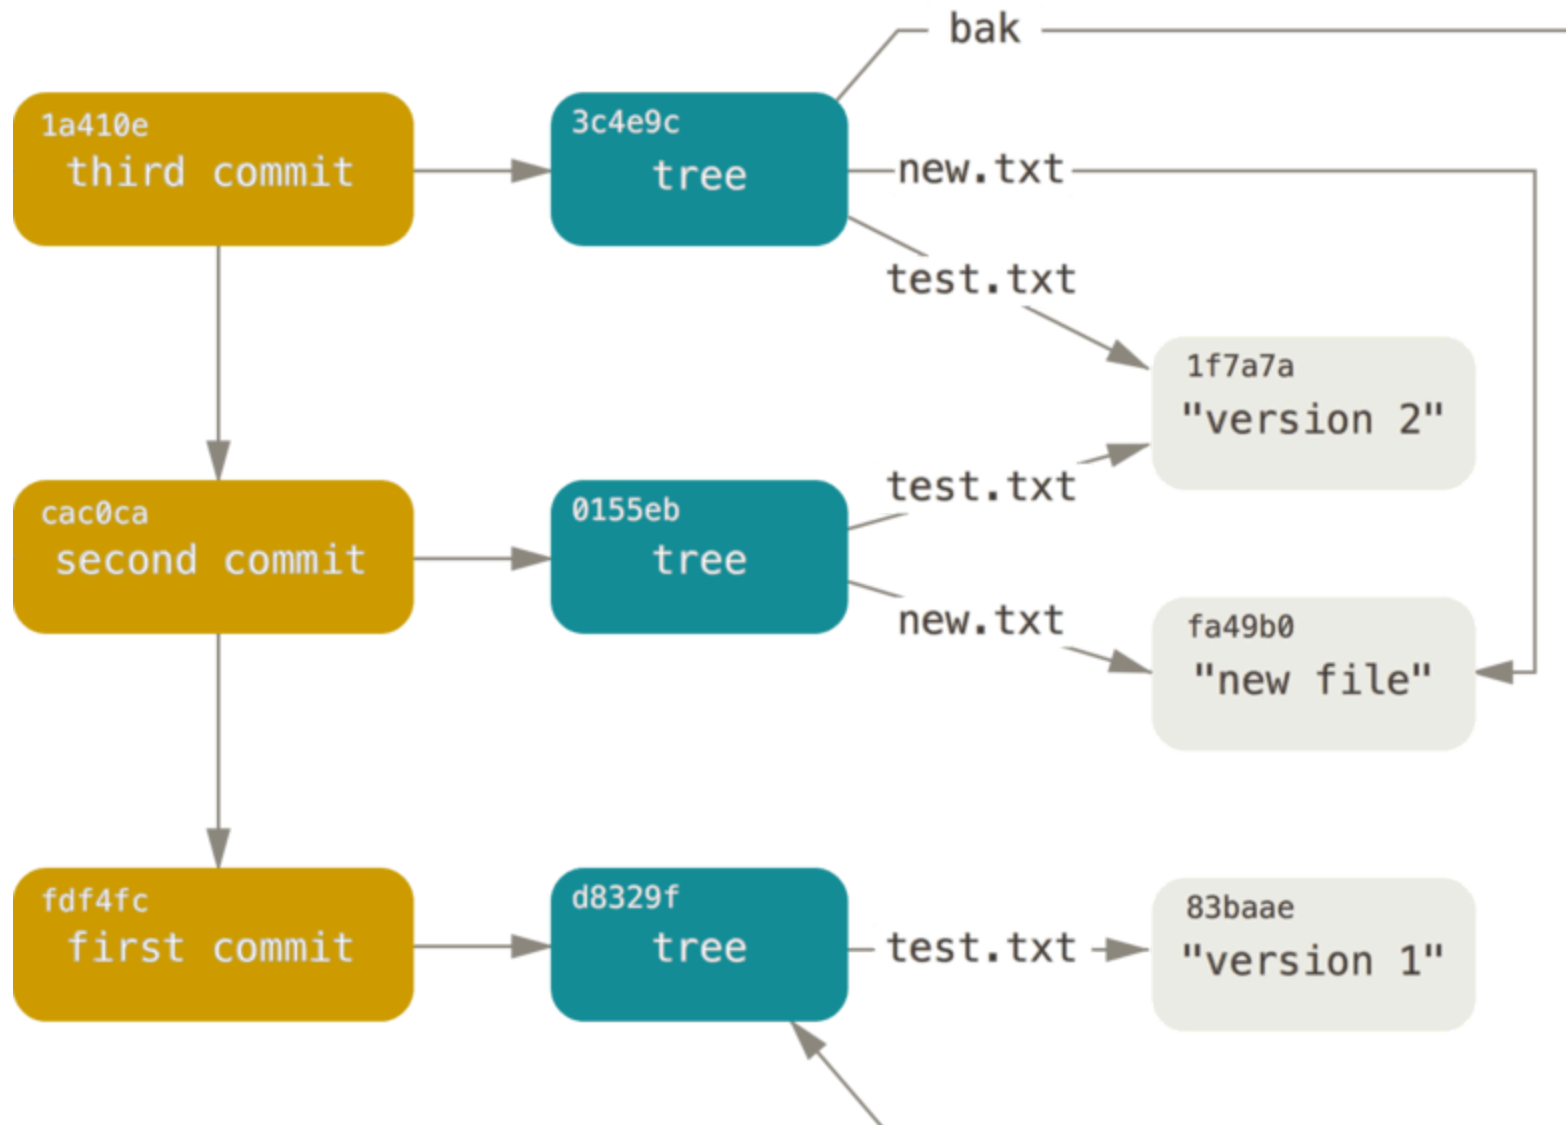 bak
1a410e
third commit
3c4e9c
tree
new.txt
test.txt
1f7a7a
"version 2"
cac0ca
second commit
0155eb
tree
test.txt
new.txt
fa49b0
"new file"
fdf4fc
first commit
d8329f
tree
test.txt
83baae
"version 1"